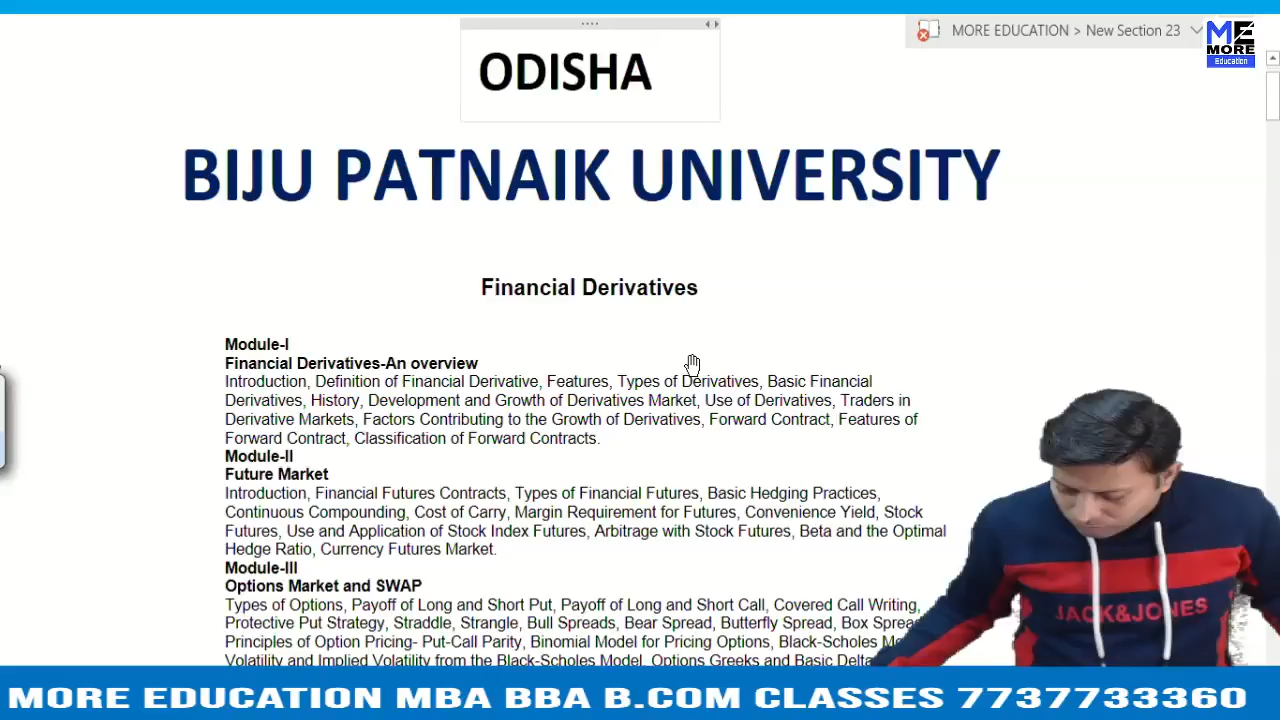 ODISHA
MORE EDUCATION > New Section 23
ME
MORE
Education
BIJU PATNAIK UNIVERSITY
Financial Derivatives
Module-I
Financial Derivatives-An overview
Introduction, Definition of Financial Derivative, Features, Types of Derivatives, Basic Financial
Derivatives, History, Development and Growth of Derivatives Market, Use of Derivatives, Traders in
Derivative Markets, Factors Contributing to the Growth of Derivatives, Forward Contract, Features of
Forward Contract, Classification of Forward Contracts.
Module-II
Future Market
Introduction, Financial Futures Contracts, Types of Financial Futures, Basic Hedging Practices,
Continuous Compounding, Cost of Carry, Margin Requirement for Futures, Convenience Yield, Stock
Futures, Use and Application of Stock Index Futures, Arbitrage with Stock Futures, Beta and the Optimal
Hedge Ratio, Currency Futures Market.
Module-III
Options Market and SWAP
Types of Options, Payoff of Long and Short Put, Payoff of Long and Short Call, Covered Call Writing,
Protective Put Strategy, Straddle, Strangle, Bull Spreads, Bear Spread, Butterfly Spread, Box
Principles of Option Pricing- Put-Call Parity, Binomial Model for Pricing Options, Black-Scholes
Volatility and Implied Volatility from the Black-Scholes Model, Options Greeks and Basic Delta
JACK&JONES
MORE EDUCATION MBA BBA B.COM CLASSES 7737733360